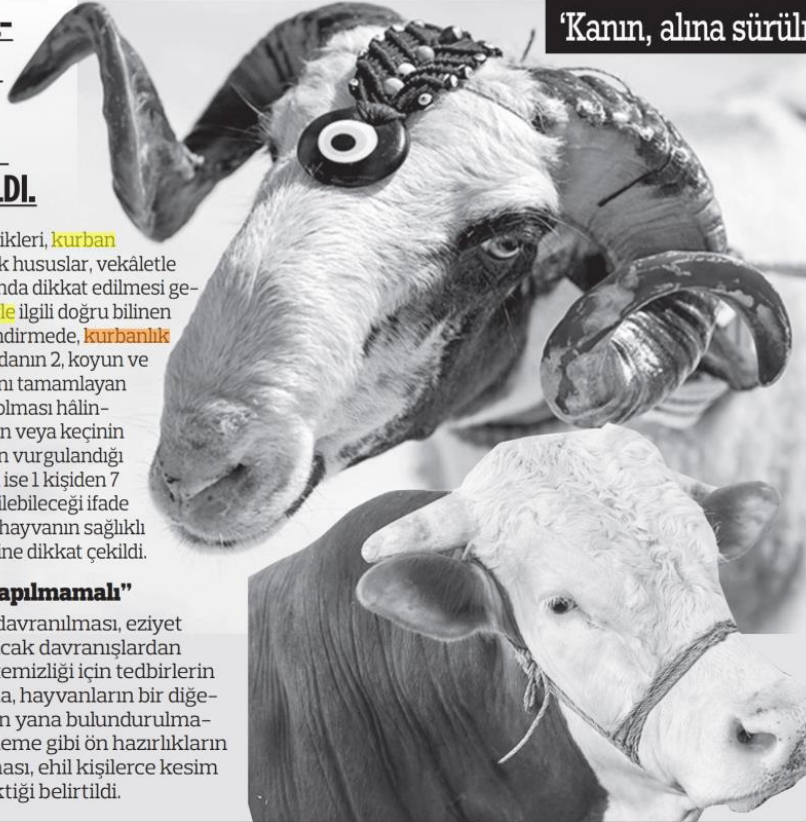 LDI.
ikleri, kurban
k hususlar, vekâletle
nda dikkat edilmesi ge-
le ilgili doğru bilinen
ndirmede, kurbanlık
danın 2, koyun ve
nı tamamlayan
olması hâlin-
n veya keçinin
n vurgulandığı
ise 1 kişiden 7
ilebileceği ifade
hayvanın sağlıklı
ine dikkat çekildi.
apılmamalı”
davranılması, eziyet
acak davranışlardan
temizliği için tedbirlerin
a, hayvanların bir diğe-
n yana bulundurulma-
leme gibi ön hazırlıkların
ması, ehil kişilerce kesim
ktiği belirtildi.
‘Kanın, alına sürülm